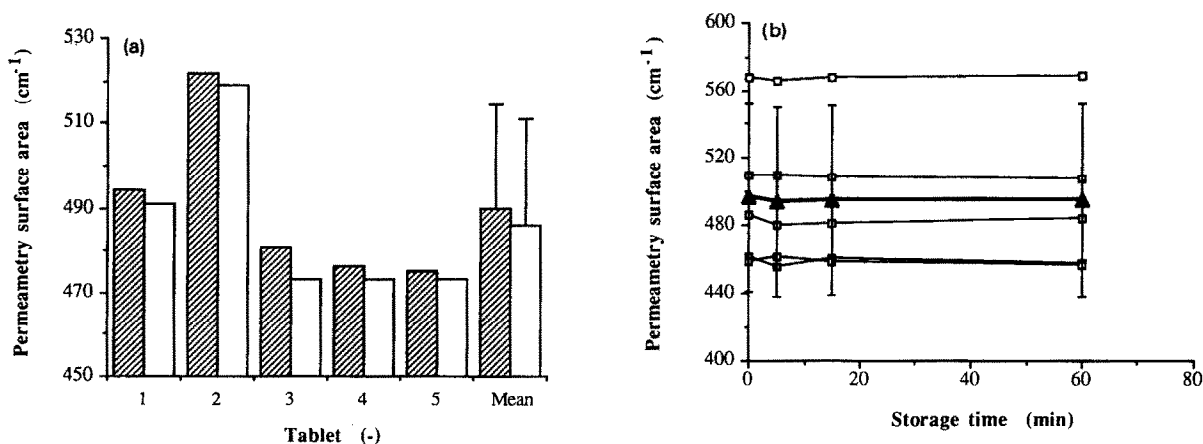 (a)
Permeametry surface area (cm⁻¹)
530
510
490
470
450
1 2 3 4 5 Mean
Tablet (-)
(b)
Permeametry surface area (cm⁻¹)
600
560
520
480
440
400
0 20 40 60 80
Storage time (min)